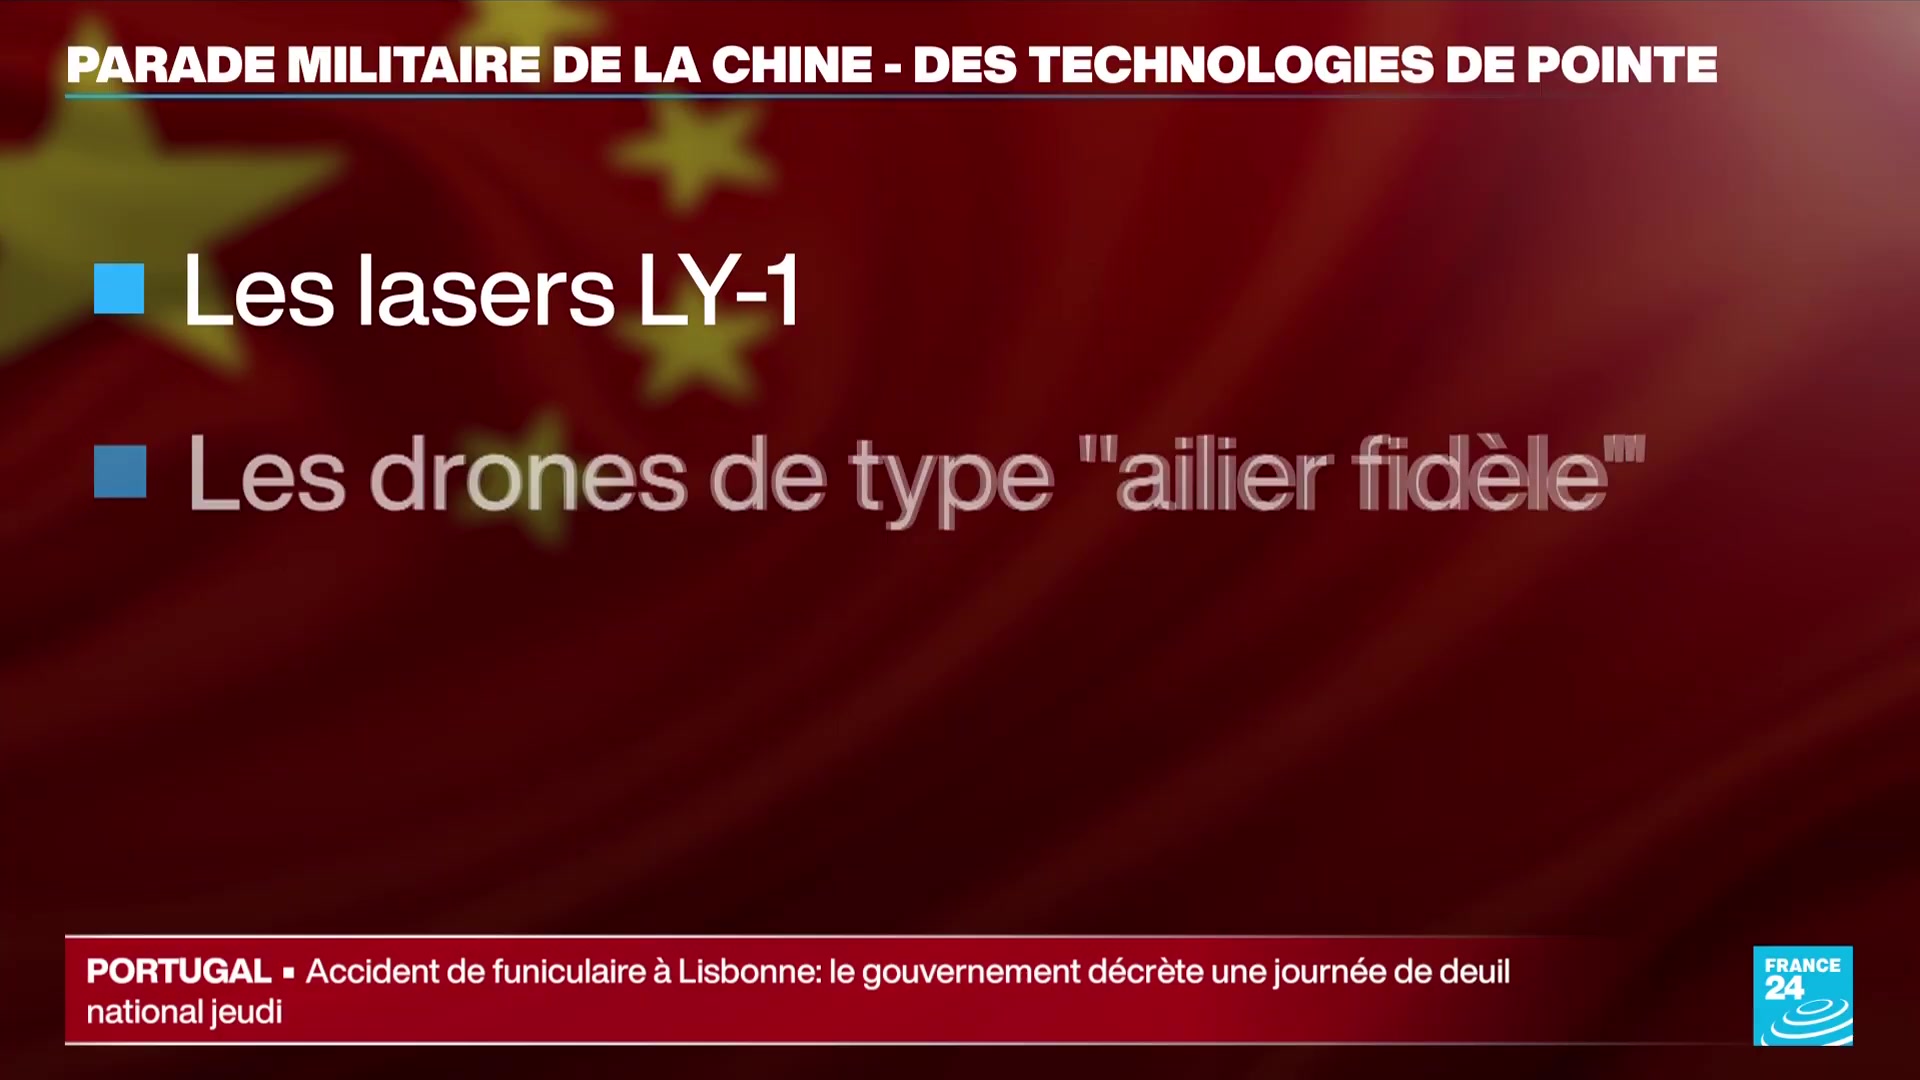 PARADE MILITAIRE DE LA CHINE - DES TECHNOLOGIES DE POINTE
Les lasers LY-1
Les drones de type "ailier fidèle"
PORTUGAL ▪ Accident de funiculaire à Lisbonne: le gouvernement décrète une journée de deuil
national jeudi
FRANCE
24